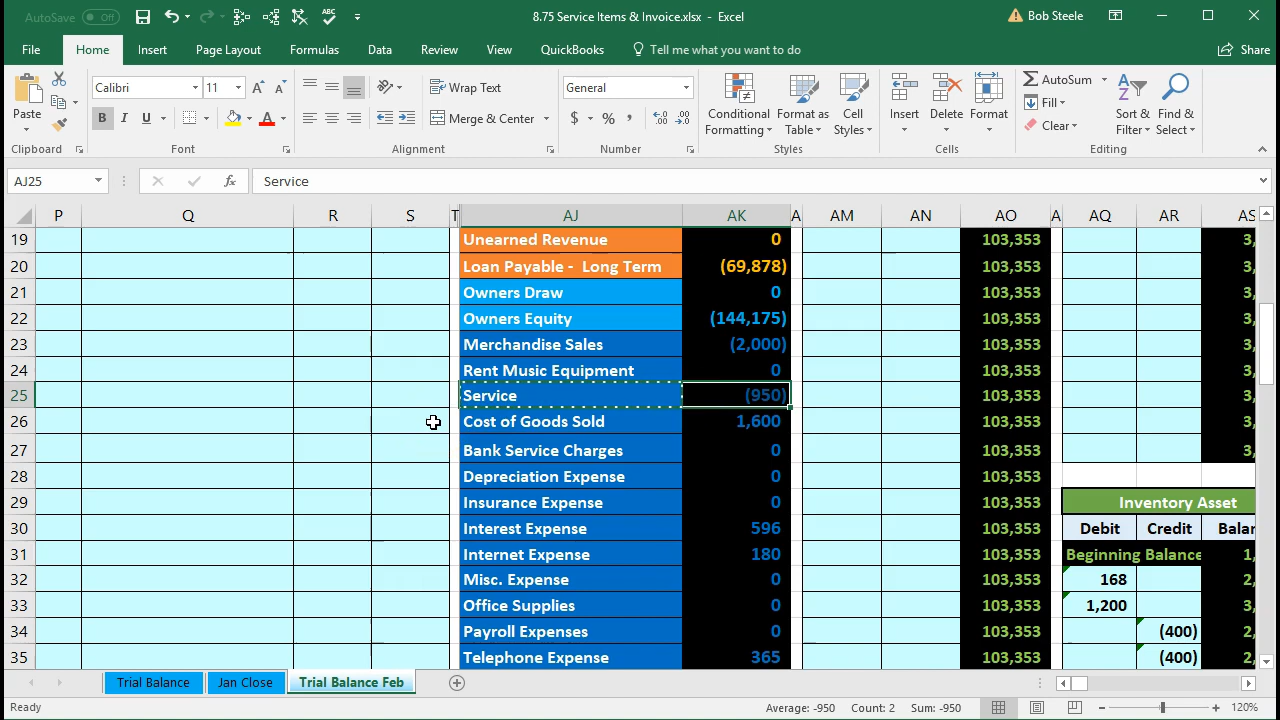 AutoSave Off 8.75 Service Items & Invoice.xlsx - Excel Bob Steele
File Home Insert Page Layout Formulas Data Review View QuickBooks Tell me what you want to do Share
Paste Calibri 11 Wrap Text General AutoSum
B I U Merge & Center $ % , Conditional Formatting Format as Table Cell Styles Insert Delete Format Fill Clear Sort & Filter Find & Select
Clipboard Font Alignment Number Styles Cells Editing
AJ25 fx Service
P Q R S T AJ AK A AM AN AO A AQ AR AS
19 Unearned Revenue 0 103,353 3,
20 Loan Payable - Long Term (69,878) 103,353 3,
21 Owners Draw 0 103,353 3,
22 Owners Equity (144,175) 103,353 3,
23 Merchandise Sales (2,000) 103,353 3,
24 Rent Music Equipment 0 103,353 3,
25 Service (950) 103,353 3,
26 Cost of Goods Sold 1,600 103,353 3,
27 Bank Service Charges 0 103,353 3,
28 Depreciation Expense 0 103,353
29 Insurance Expense 0 103,353 Inventory Asset
30 Interest Expense 596 103,353 Debit Credit Balan
31 Internet Expense 180 103,353 Beginning Balance 1,
32 Misc. Expense 0 103,353 168 2,
33 Office Supplies 0 103,353 1,200 3,
34 Payroll Expenses 0 103,353 (400) 2,
35 Telephone Expense 365 103,353 (400) 2,
Trial Balance Jan Close Trial Balance Feb
Ready Average: -950 Count: 2 Sum: -950 120%